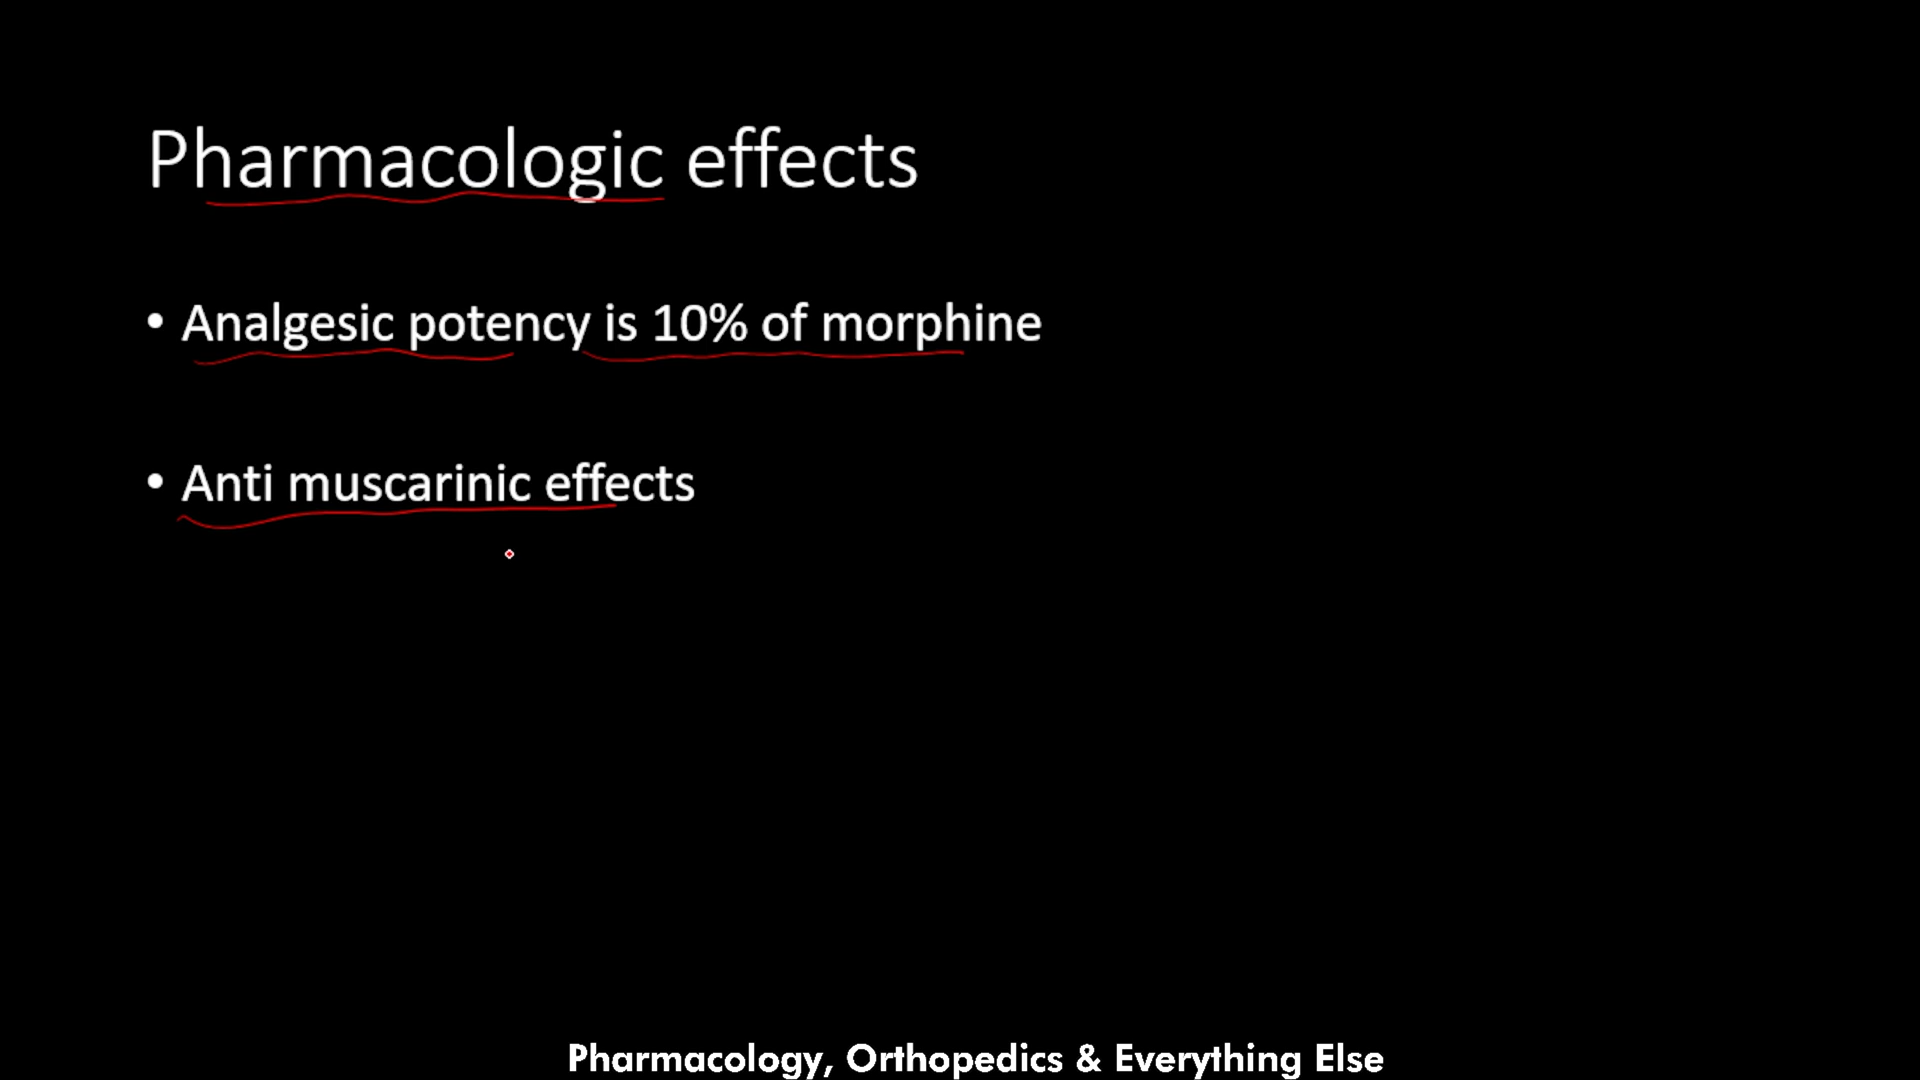 Pharmacologic effects
• Analgesic potency is 10% of morphine
• Anti muscarinic effects
Pharmacology, Orthopedics & Everything Else